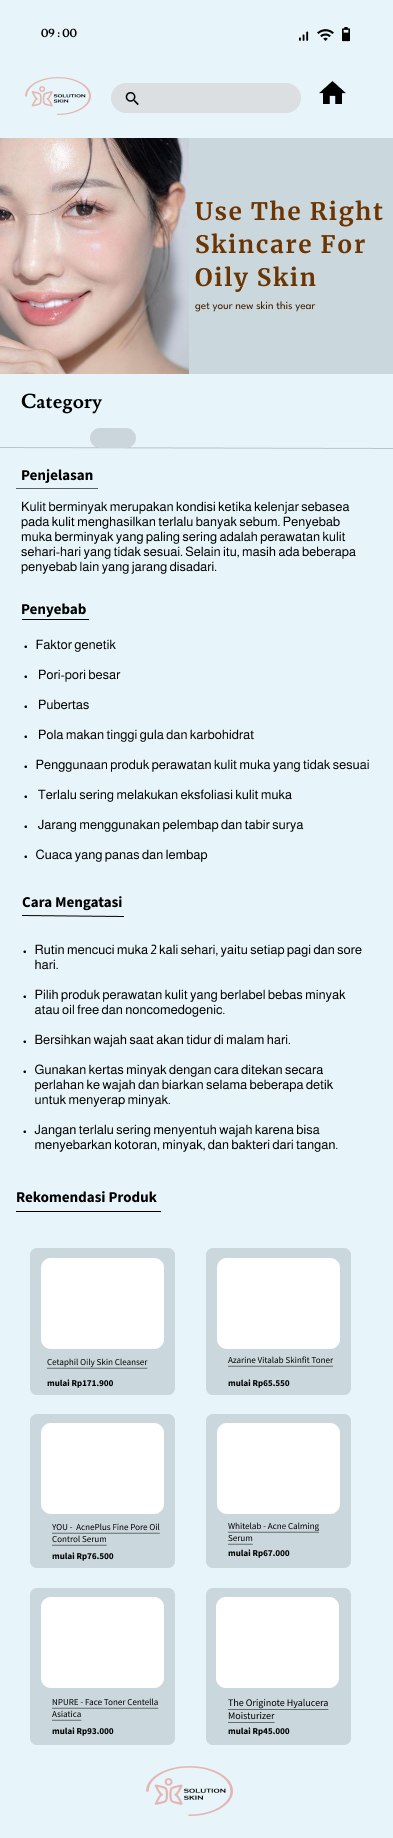 09 : 00
SOLUTION
SKIN
Use The Right
Skincare For
Oily Skin
get your new skin this year
Category
Penjelasan
Kulit berminyak merupakan kondisi ketika kelenjar sebasea
pada kulit menghasilkan terlalu banyak sebum. Penyebab
muka berminyak yang paling sering adalah perawatan kulit
sehari-hari yang tidak sesuai. Selain itu, masih ada beberapa
penyebab lain yang jarang disadari.
Penyebab
• Faktor genetik
• Pori-pori besar
• Pubertas
• Pola makan tinggi gula dan karbohidrat
• Penggunaan produk perawatan kulit muka yang tidak sesuai
• Terlalu sering melakukan eksfoliasi kulit muka
• Jarang menggunakan pelembap dan tabir surya
• Cuaca yang panas dan lembap
Cara Mengatasi
• Rutin mencuci muka 2 kali sehari, yaitu setiap pagi dan sore
hari.
• Pilih produk perawatan kulit yang berlabel bebas minyak
atau oil free dan noncomedogenic.
• Bersihkan wajah saat akan tidur di malam hari.
• Gunakan kertas minyak dengan cara ditekan secara
perlahan ke wajah dan biarkan selama beberapa detik
untuk menyerap minyak.
• Jangan terlalu sering menyentuh wajah karena bisa
menyebarkan kotoran, minyak, dan bakteri dari tangan.
Rekomendasi Produk
Cetaphil Oily Skin Cleanser
mulai Rp171.900
Azarine Vitalab Skinfit Toner
mulai Rp65.550
YOU - AcnePlus Fine Pore Oil
Control Serum
mulai Rp76.500
Whitelab - Acne Calming
Serum
mulai Rp67.000
NPURE - Face Toner Centella
Asiatica
mulai Rp93.000
The Originote Hyalucera
Moisturizer
mulai Rp45.000
SOLUTION
SKIN